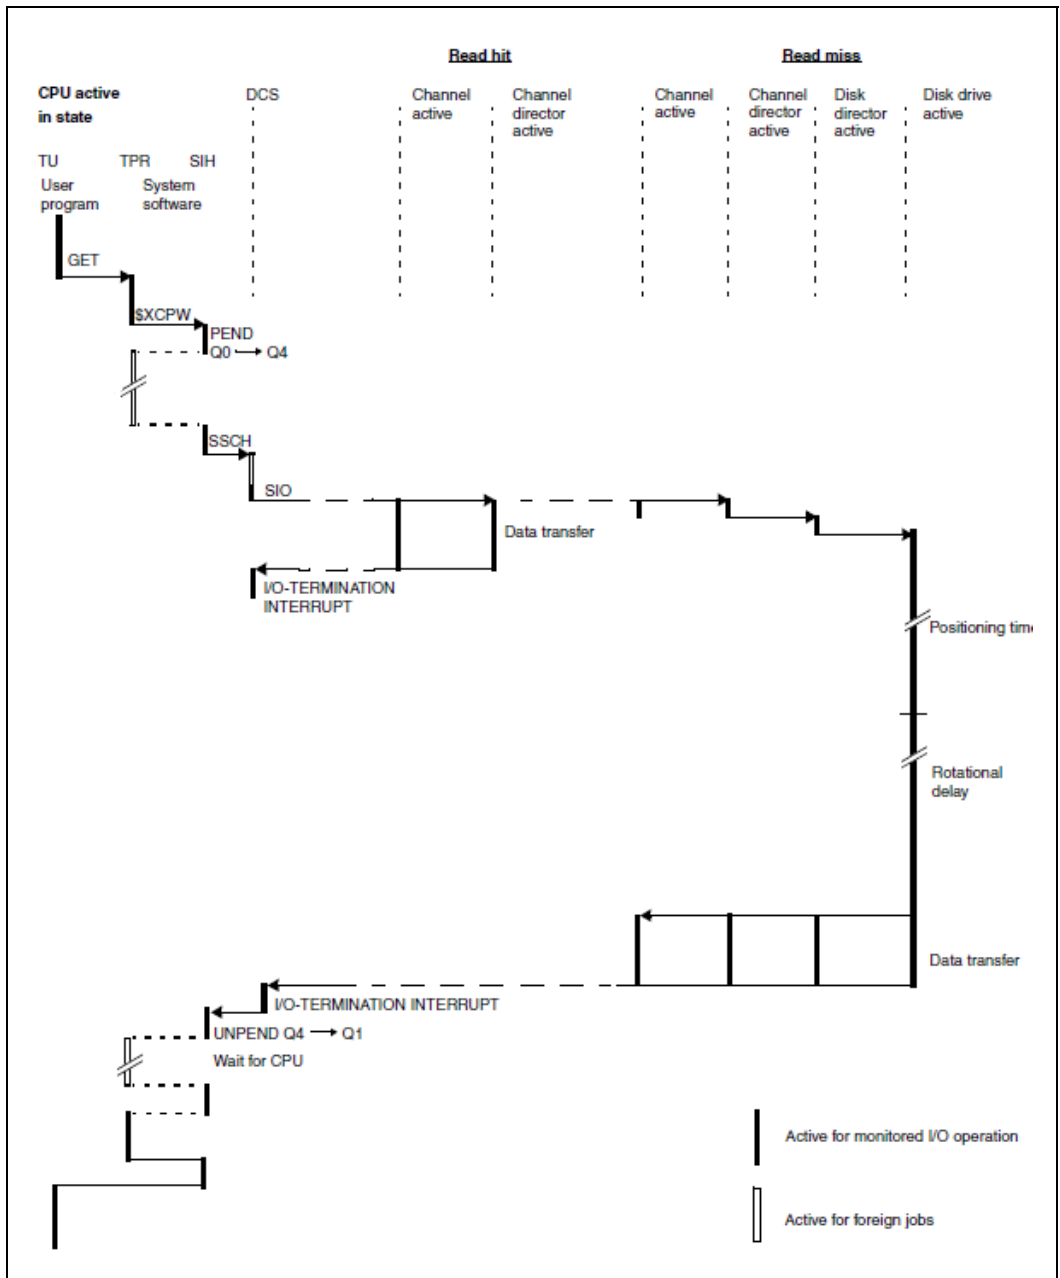 Read hit
Read miss
CPU active
in state
DCS
Channel
active
Channel
director
active
Channel
active
Channel
director
active
Disk
director
active
Disk drive
active
TU
TPR
SIH
User
program
System
software
GET
$XCPW
PEND
Q0
Q4
SSCH
SIO
Data transfer
I/O-TERMINATION
INTERRUPT
Positioning tim
Rotational
delay
Data transfer
I/O-TERMINATION INTERRUPT
UNPEND Q4
Q1
Wait for CPU
Active for monitored I/O operation
Active for foreign jobs